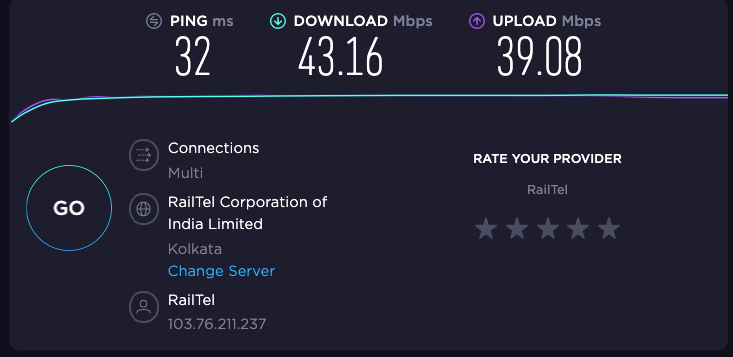 PING ms
DOWNLOAD Mbps
UPLOAD Mbps
32
43.16
39.08
Connections
Multi
RATE YOUR PROVIDER
RailTel
GO
RailTel Corporation of
India Limited
Kolkata
Change Server
RailTel
103.76.211.237